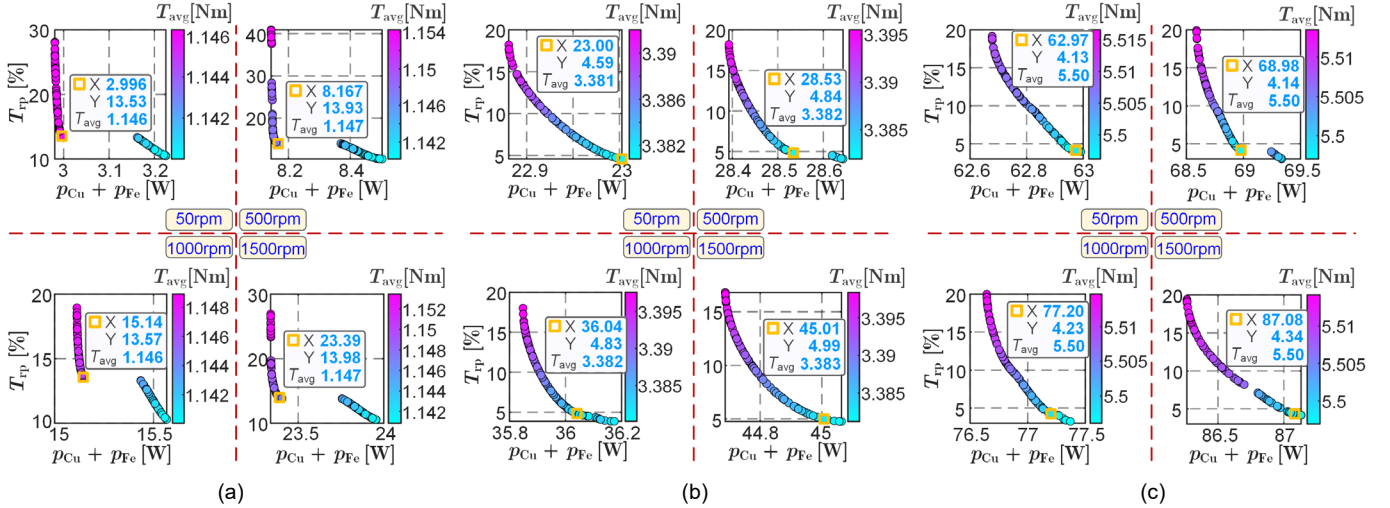 T_avg[Nm]
T_avg[Nm]
T_avg[Nm]
T_avg[Nm]
T_avg[Nm]
T_avg[Nm]
T_rp [%]
30
20
10
3
3.1
3.2
X 2.996
Y 13.53
T_avg 1.146
1.146
1.144
1.142
p_Cu + p_Fe [W]
40
30
20
10
8.2
8.4
X 8.167
Y 13.93
T_avg 1.147
1.154
1.15
1.146
1.142
p_Cu + p_Fe [W]
T_rp [%]
20
15
10
5
22.9
23
X 23.00
Y 4.59
T_avg 3.381
3.39
3.386
3.382
p_Cu + p_Fe [W]
20
15
10
5
28.4
28.5
28.6
X 28.53
Y 4.84
T_avg 3.382
3.395
3.39
3.385
p_Cu + p_Fe [W]
T_rp [%]
20
15
10
5
62.6
62.8
63
X 62.97
Y 4.13
T_avg 5.50
5.515
5.51
5.505
5.5
p_Cu + p_Fe [W]
20
15
10
5
68.5
69
69.5
X 68.98
Y 4.14
T_avg 5.50
5.51
5.505
5.5
p_Cu + p_Fe [W]
50rpm
500rpm
50rpm
500rpm
50rpm
500rpm
1000rpm
1500rpm
1000rpm
1500rpm
1000rpm
1500rpm
T_avg[Nm]
T_avg[Nm]
T_avg[Nm]
T_avg[Nm]
T_avg[Nm]
T_avg[Nm]
T_rp [%]
20
15
10
15
15.5
X 15.14
Y 13.57
T_avg 1.146
1.148
1.146
1.144
1.142
p_Cu + p_Fe [W]
30
20
10
23.5
24
X 23.39
Y 13.98
T_avg 1.147
1.152
1.15
1.148
1.146
1.144
1.142
p_Cu + p_Fe [W]
T_rp [%]
20
15
10
5
35.8
36
36.2
X 36.04
Y 4.83
T_avg 3.382
3.395
3.39
3.385
p_Cu + p_Fe [W]
15
10
5
44.8
45
X 45.01
Y 4.99
T_avg 3.383
3.395
3.39
3.385
p_Cu + p_Fe [W]
T_rp [%]
20
15
10
5
76.5
77
77.5
X 77.20
Y 4.23
T_avg 5.50
5.51
5.505
5.5
p_Cu + p_Fe [W]
20
15
10
5
86.5
87
X 87.08
Y 4.34
T_avg 5.50
5.51
5.505
5.5
p_Cu + p_Fe [W]
(a)
(b)
(c)